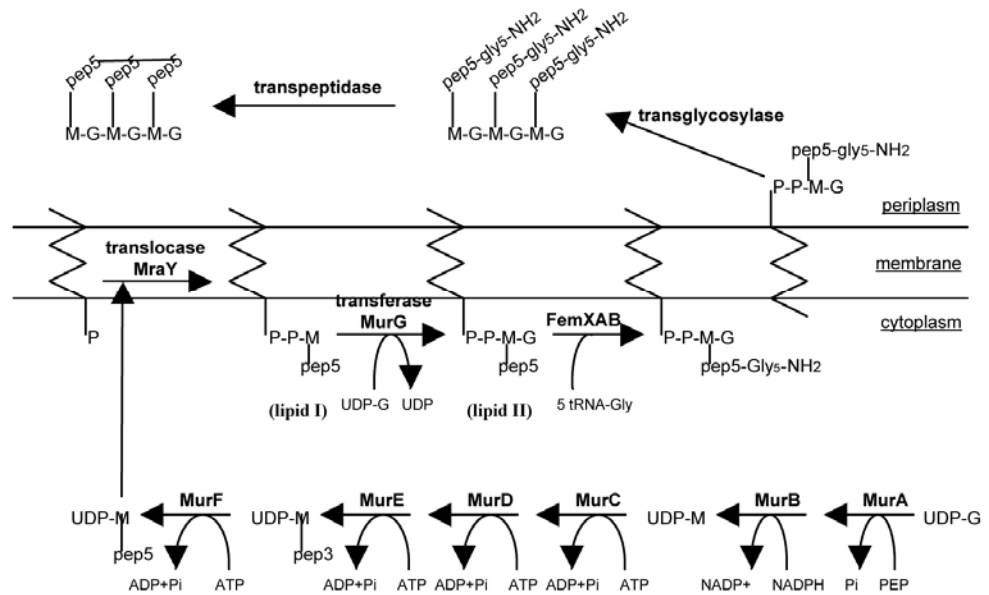 pep5 pep5 pep5
pep5-gly5-NH2 pep5-gly5-NH2 pep5-gly5-NH2
transpeptidase
M-G-M-G-M-G
M-G-M-G-M-G
transglycosylase
pep5-gly5-NH2
P-P-M-G
periplasm
translocase
MraY
membrane
transferase
MurG
FemXAB
cytoplasm
P
P-P-M
pep5
P-P-M-G
pep5
P-P-M-G
pep5-Gly5-NH2
(lipid I)
UDP-G UDP
(lipid II)
5 tRNA-Gly
MurF MurE MurD MurC MurB MurA
UDP-M UDP-M UDP-M UDP-G
pep5 pep3
ADP+Pi ATP ADP+Pi ATP ADP+Pi ATP ADP+Pi ATP NADP+ NADPH Pi PEP